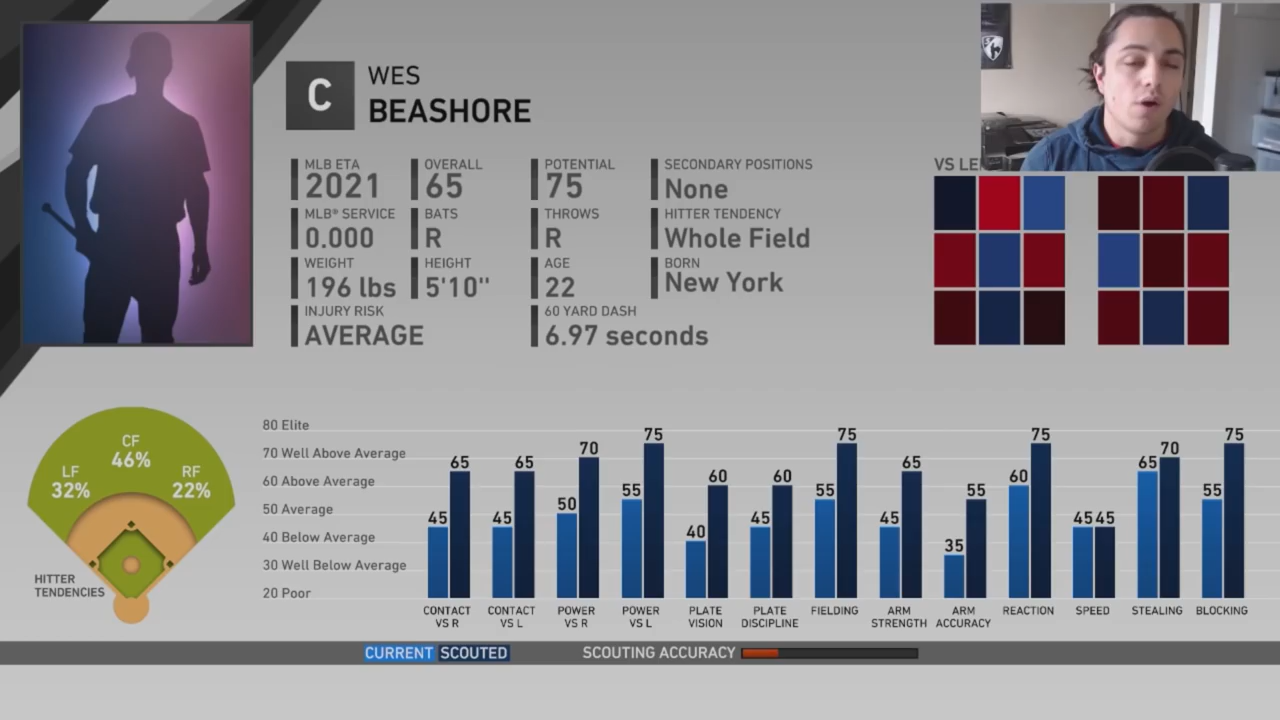 C
WES
BEASHORE
MLB ETA
2021
OVERALL
65
POTENTIAL
75
SECONDARY POSITIONS
None
MLB® SERVICE
0.000
BATS
R
THROWS
R
HITTER TENDENCY
Whole Field
WEIGHT
196 lbs
HEIGHT
5'10"
AGE
22
BORN
New York
INJURY RISK
AVERAGE
60 YARD DASH
6.97 seconds
VS
CF
46%
LF
32%
RF
22%
HITTER
TENDENCIES
80 Elite
70 Well Above Average
60 Above Average
50 Average
40 Below Average
30 Well Below Average
20 Poor
45 65
45 65
50 70
55 75
40 60
45 60
55 75
45 65
35 55
60 75
45 45
65 70
55 75
CONTACT
VS R
CONTACT
VS L
POWER
VS R
POWER
VS L
PLATE
VISION
PLATE
DISCIPLINE
FIELDING
ARM
STRENGTH
ARM
ACCURACY
REACTION
SPEED
STEALING
BLOCKING
CURRENT SCOUTED
SCOUTING ACCURACY